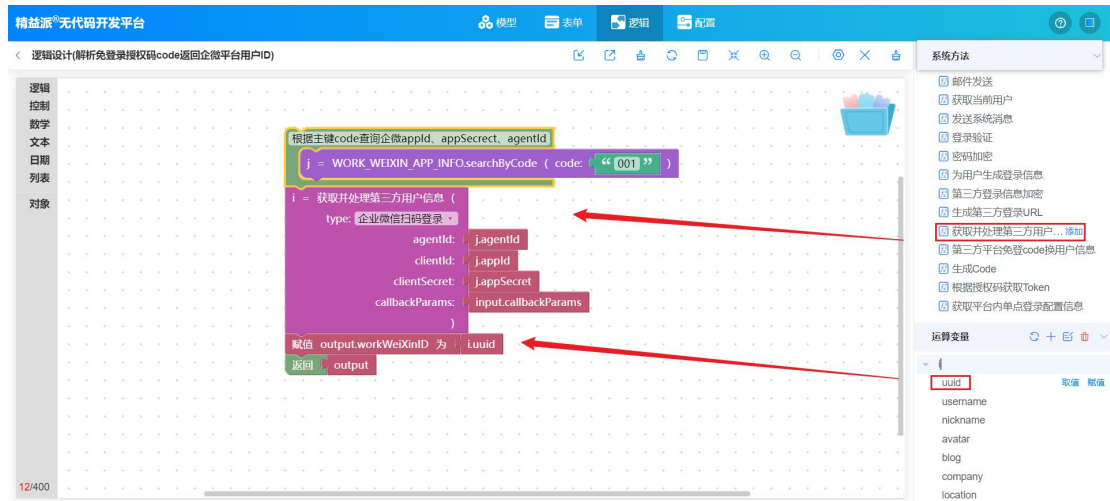 精益派®无代码开发平台
模型
表单
逻辑
配置
逻辑设计(解析免登录授权码code返回企微平台用户ID)
逻辑
控制
数学
文本
日期
列表
对象
根据主键code查询企微appId、appSecrect、agentId
j = WORK_WEIXIN_APP_INFO.searchByCode ( code: “ 001 ” )
i = 获取并处理第三方用户信息 (
type: 企业微信扫码登录
agentId: j.agentId
clientId: j.appId
clientSecret: j.appSecret
callbackParams: input.callbackParams
)
赋值 output.workWeiXinID 为 i.uuid
返回 output
12/400
系统方法
邮件发送
获取当前用户
发送系统消息
登录验证
密码加密
为用户生成登录信息
第三方登录信息加密
生成第三方登录URL
获取并处理第三方用户... 添加
第三方平台免登code换用户信息
生成Code
根据授权码获取Token
获取平台内单点登录配置信息
运算变量
i
uuid 取值 赋值
username
nickname
avatar
blog
company
location